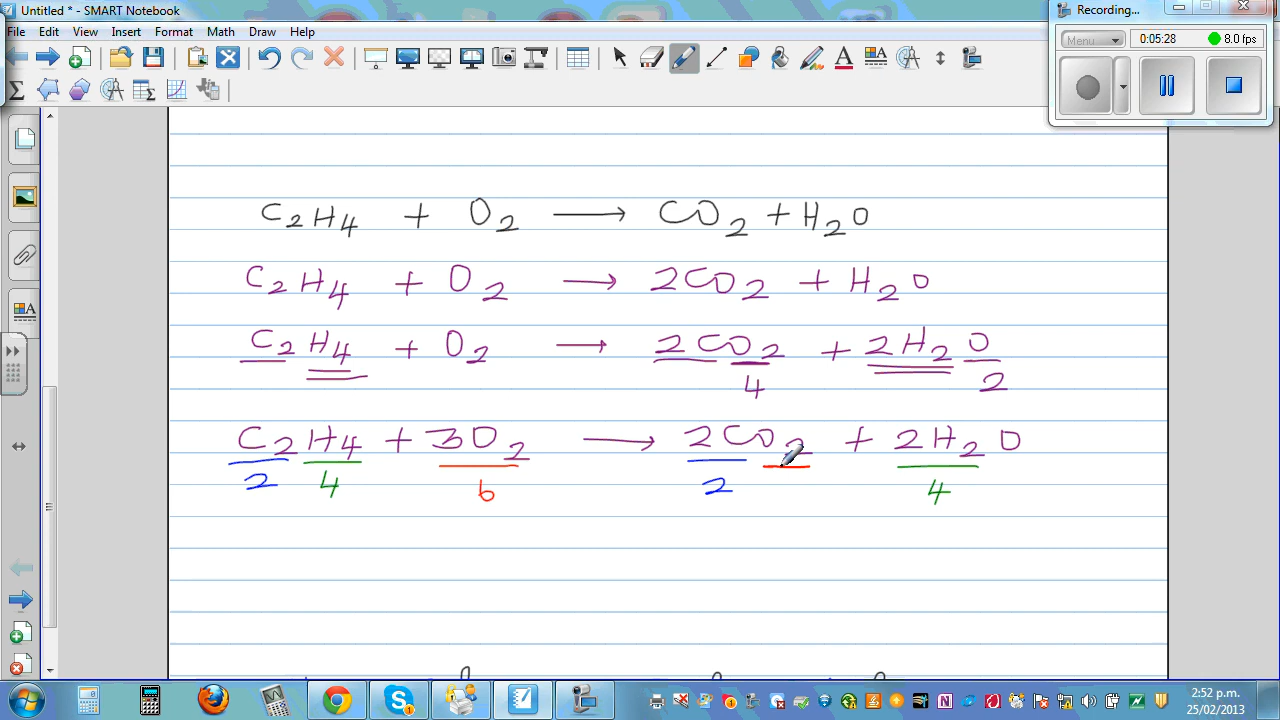 Untitled * - SMART Notebook
Recording...
File Edit View Insert Format Math Draw Help
Menu
0:05:28
8.0 fps
C₂H₄ + O₂ → CO₂ + H₂O
C₂H₄ + O₂ → 2CO₂ + H₂O
C₂H₄ + O₂ → 2CO₂ + 2H₂O
4 2
C₂H₄ + 3O₂ → 2CO₂ + 2H₂O
2 4 6 2 4
2:52 p.m.
25/02/2013